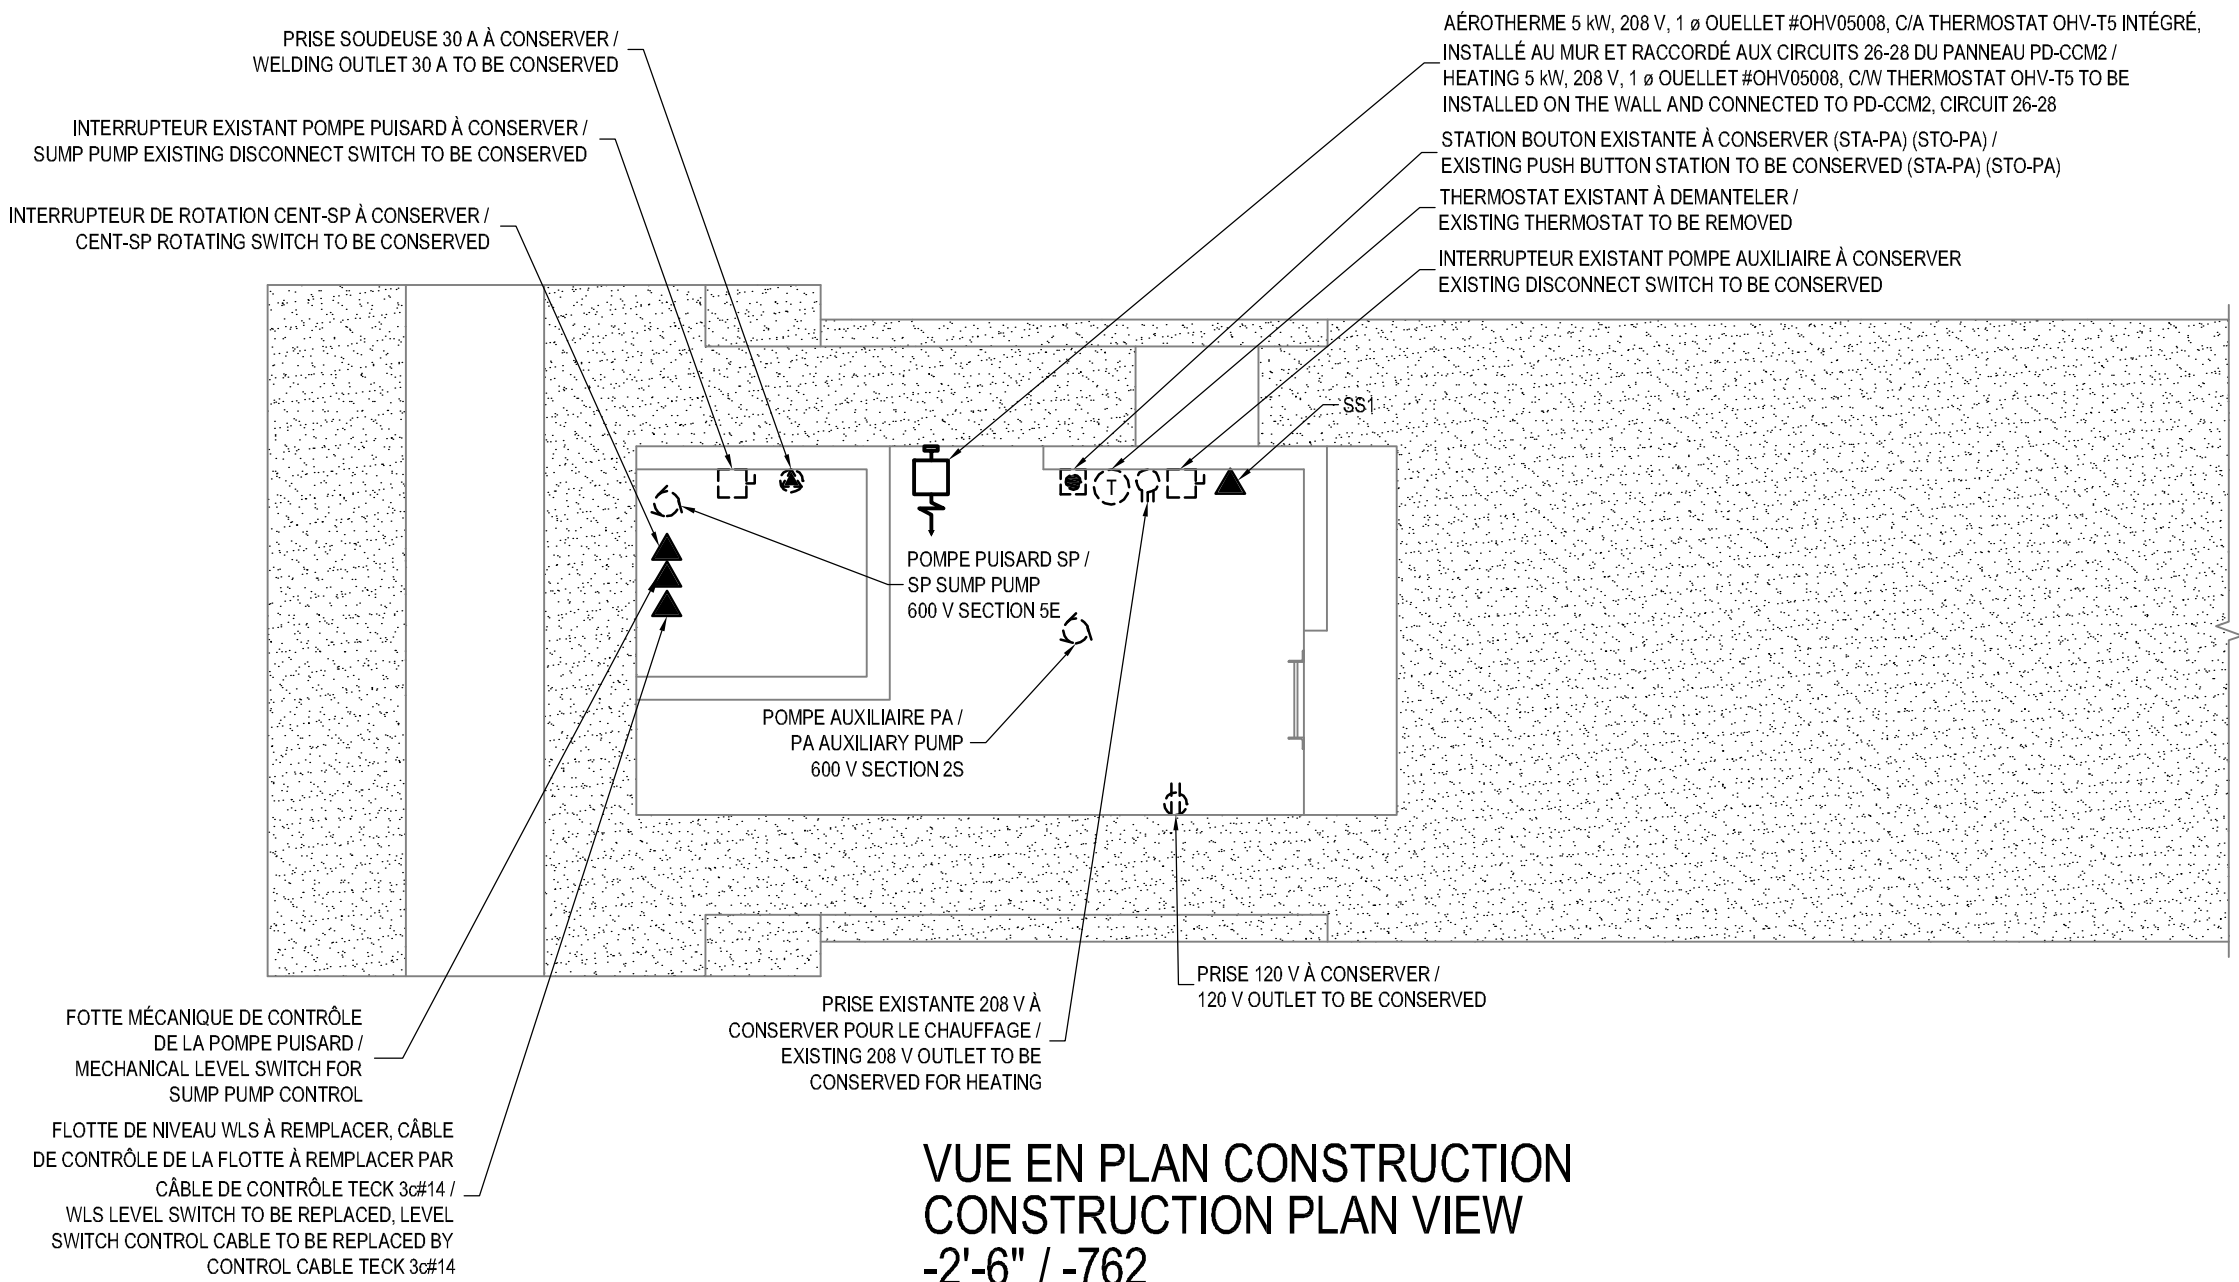 PRISE SOUDEUSE 30 A À CONSERVER /
WELDING OUTLET 30 A TO BE CONSERVED
INTERRUPTEUR EXISTANT POMPE PUISARD À CONSERVER /
SUMP PUMP EXISTING DISCONNECT SWITCH TO BE CONSERVED
INTERRUPTEUR DE ROTATION CENT-SP À CONSERVER /
CENT-SP ROTATING SWITCH TO BE CONSERVED
AÉROTHERME 5 kW, 208 V, 1 ø OUELLET #OHV05008, C/A THERMOSTAT OHV-T5 INTÉGRÉ,
INSTALLÉ AU MUR ET RACCORDÉ AUX CIRCUITS 26-28 DU PANNEAU PD-CCM2 /
HEATING 5 kW, 208 V, 1 ø OUELLET #OHV05008, C/W THERMOSTAT OHV-T5 TO BE
INSTALLED ON THE WALL AND CONNECTED TO PD-CCM2, CIRCUIT 26-28
STATION BOUTON EXISTANTE À CONSERVER (STA-PA) (STO-PA) /
EXISTING PUSH BUTTON STATION TO BE CONSERVED (STA-PA) (STO-PA)
THERMOSTAT EXISTANT À DEMANTELER /
EXISTING THERMOSTAT TO BE REMOVED
INTERRUPTEUR EXISTANT POMPE AUXILIAIRE À CONSERVER
EXISTING DISCONNECT SWITCH TO BE CONSERVED
SS1
T
POMPE PUISARD SP /
SP SUMP PUMP
600 V SECTION 5E
POMPE AUXILIAIRE PA /
PA AUXILIARY PUMP
600 V SECTION 2S
PRISE 120 V À CONSERVER /
120 V OUTLET TO BE CONSERVED
PRISE EXISTANTE 208 V À
CONSERVER POUR LE CHAUFFAGE /
EXISTING 208 V OUTLET TO BE
CONSERVED FOR HEATING
FOTTE MÉCANIQUE DE CONTRÔLE
DE LA POMPE PUISARD /
MECHANICAL LEVEL SWITCH FOR
SUMP PUMP CONTROL
FLOTTE DE NIVEAU WLS À REMPLACER, CÂBLE
DE CONTRÔLE DE LA FLOTTE À REMPLACER PAR
CÂBLE DE CONTRÔLE TECK 3c#14 /
WLS LEVEL SWITCH TO BE REPLACED, LEVEL
SWITCH CONTROL CABLE TO BE REPLACED BY
CONTROL CABLE TECK 3c#14
VUE EN PLAN CONSTRUCTION
CONSTRUCTION PLAN VIEW
-2'-6" / -762